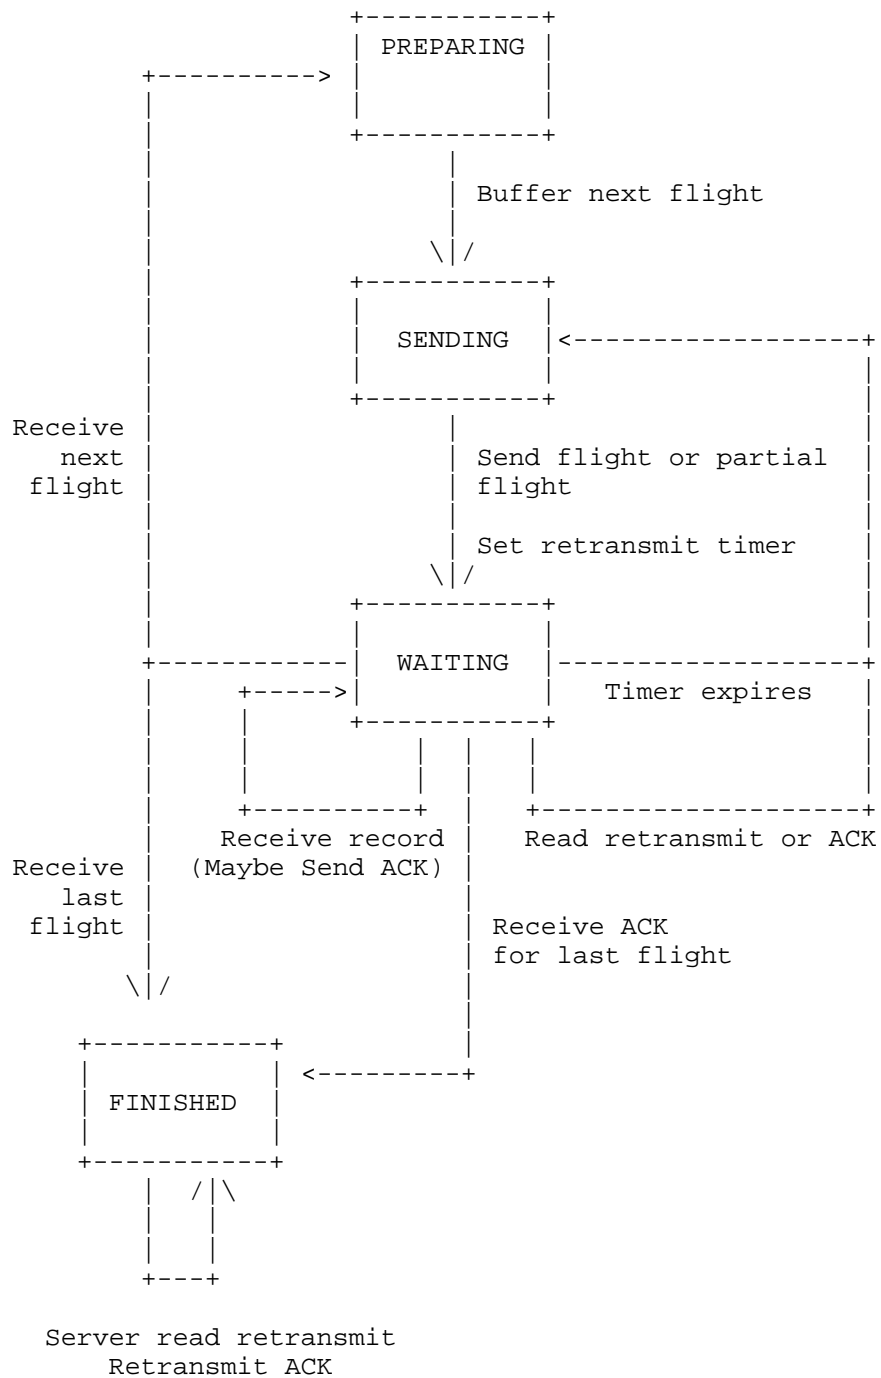 PREPARING
Buffer next flight
SENDING
Receive
next
flight
Send flight or partial
flight
Set retransmit timer
WAITING
Timer expires
Receive record
(Maybe Send ACK)
Read retransmit or ACK
Receive
last
flight
Receive ACK
for last flight
FINISHED
Server read retransmit
Retransmit ACK